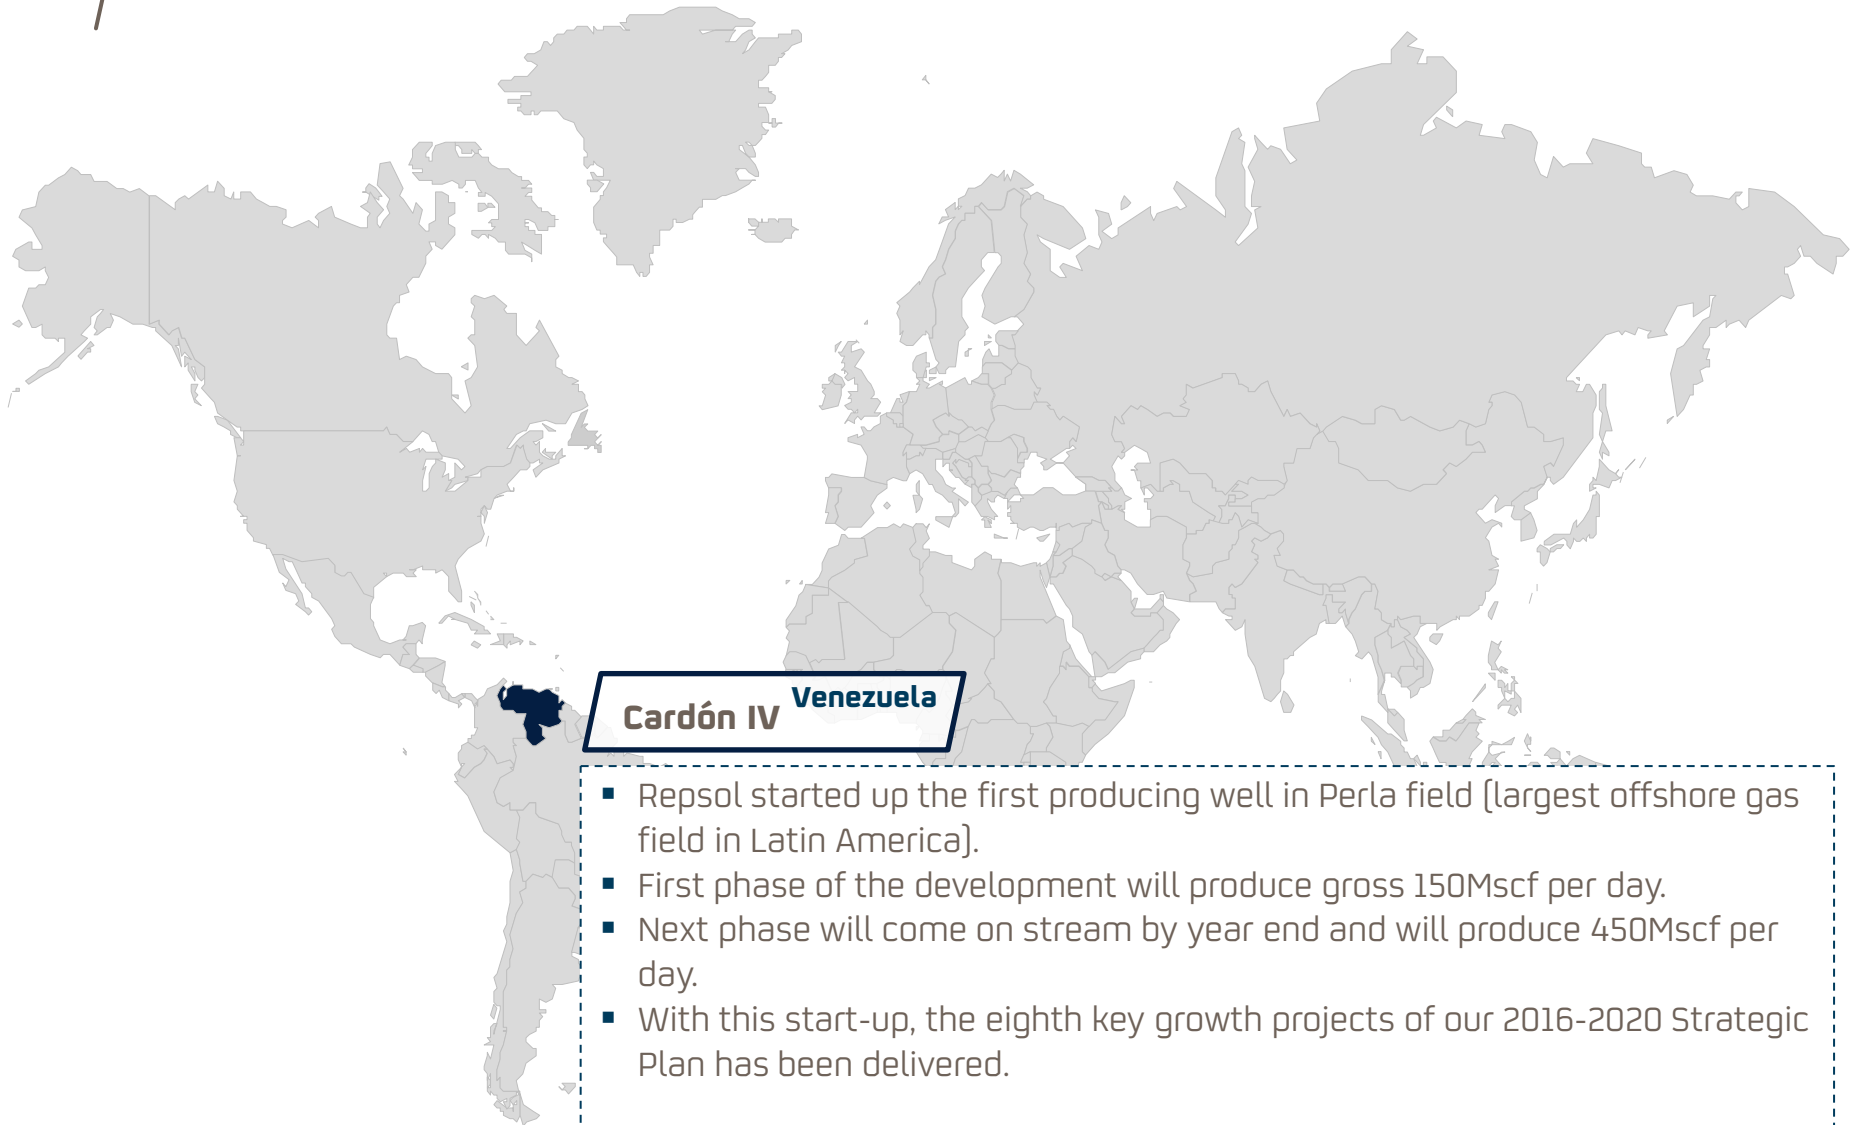 Cardón IV Venezuela
▪ Repsol started up the first producing well in Perla field (largest offshore gas
field in Latin America).
▪ First phase of the development will produce gross 150Mscf per day.
▪ Next phase will come on stream by year end and will produce 450Mscf per
day.
▪ With this start-up, the eighth key growth projects of our 2016-2020 Strategic
Plan has been delivered.